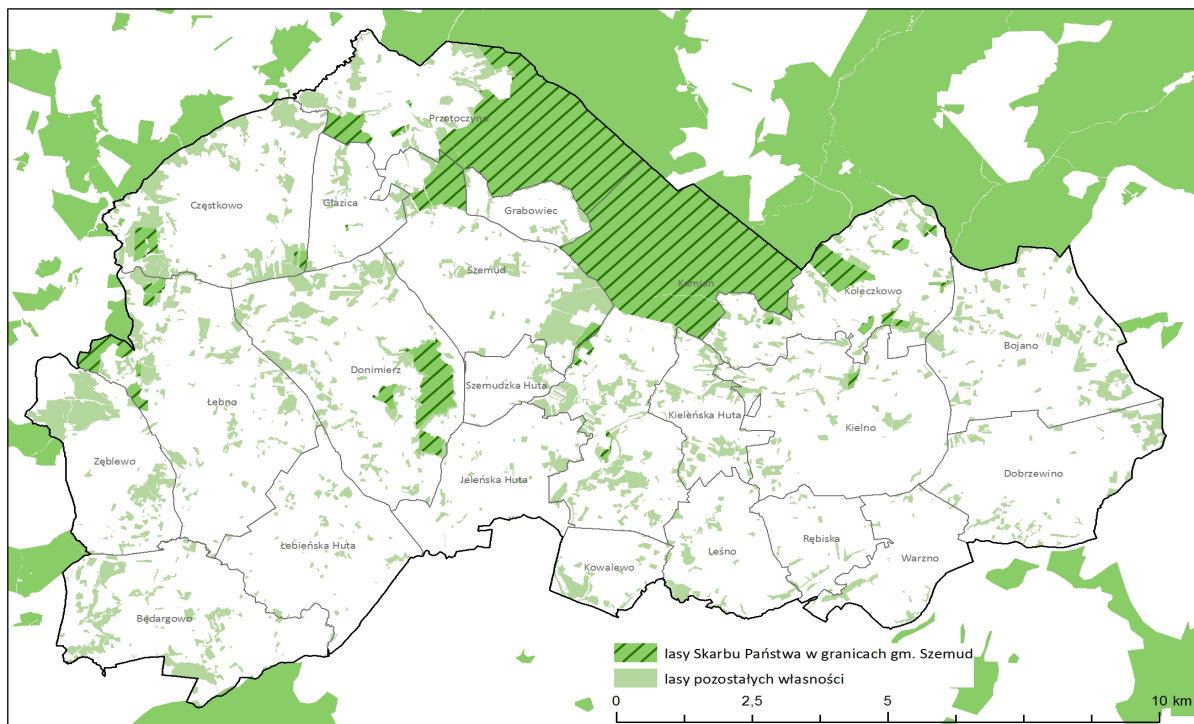 Przetoczyno
Częstkowo
Głazica
Grabowiec
Szemud
Kamień
Koleczkowo
Bojano
Donimierz
Szemudzka Huta
Łebno
Kieleńska Huta
Kielno
Zęblewo
Jeleńska Huta
Dobrzewino
Łebieńska Huta
Leśno
Rębiska
Warzno
Kowalewo
Będargowo
lasy Skarbu Państwa w granicach gm. Szemud
lasy pozostałych własności
0 2,5 5 10 km